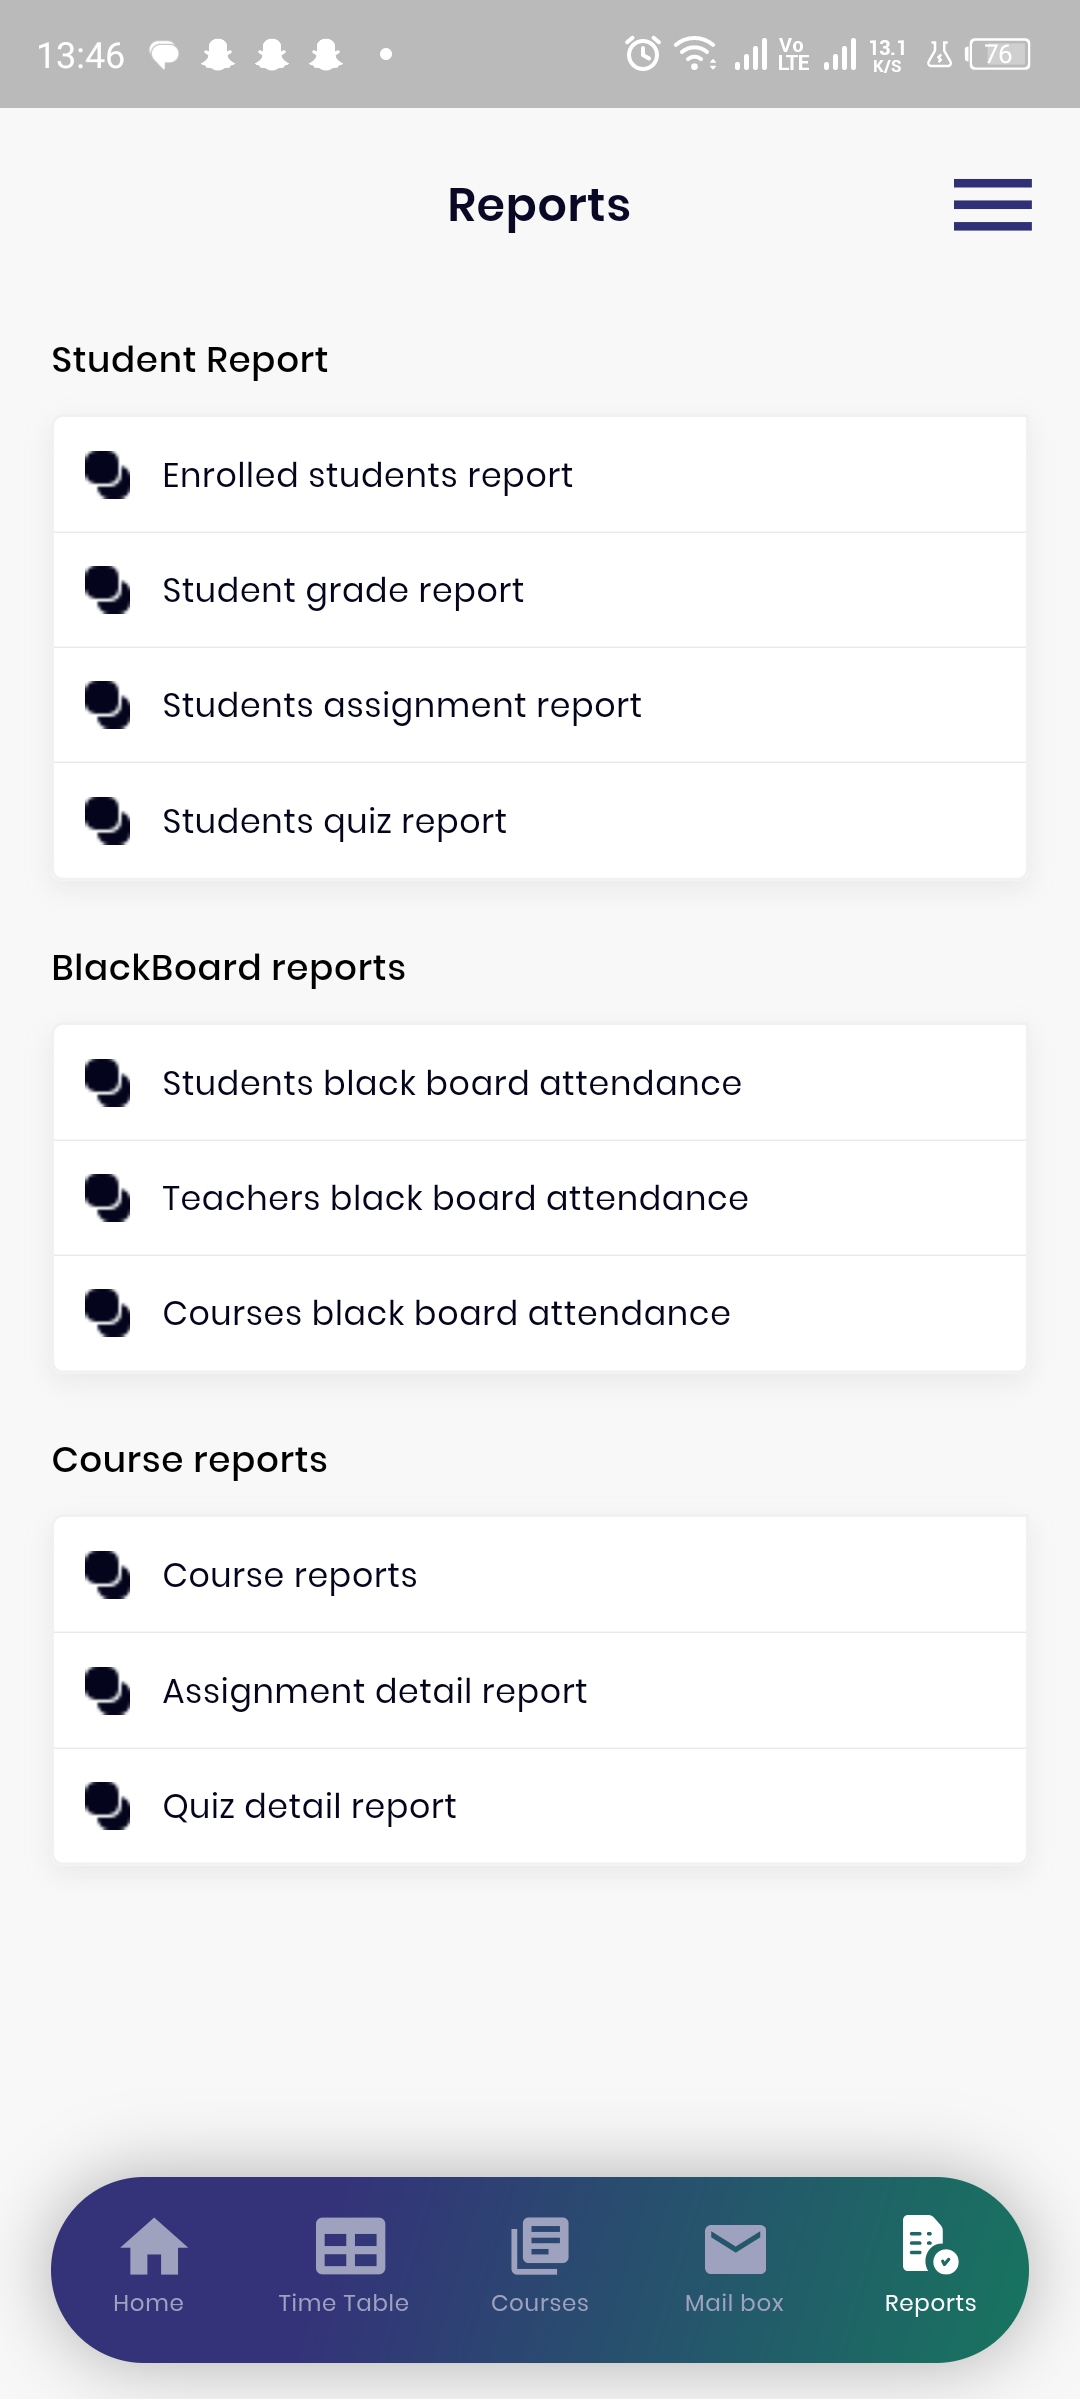 13:46
Vo
LTE
13.1
K/S
76
Reports
Student Report
Enrolled students report
Student grade report
Students assignment report
Students quiz report
BlackBoard reports
Students black board attendance
Teachers black board attendance
Courses black board attendance
Course reports
Course reports
Assignment detail report
Quiz detail report
Home
Time Table
Courses
Mail box
Reports